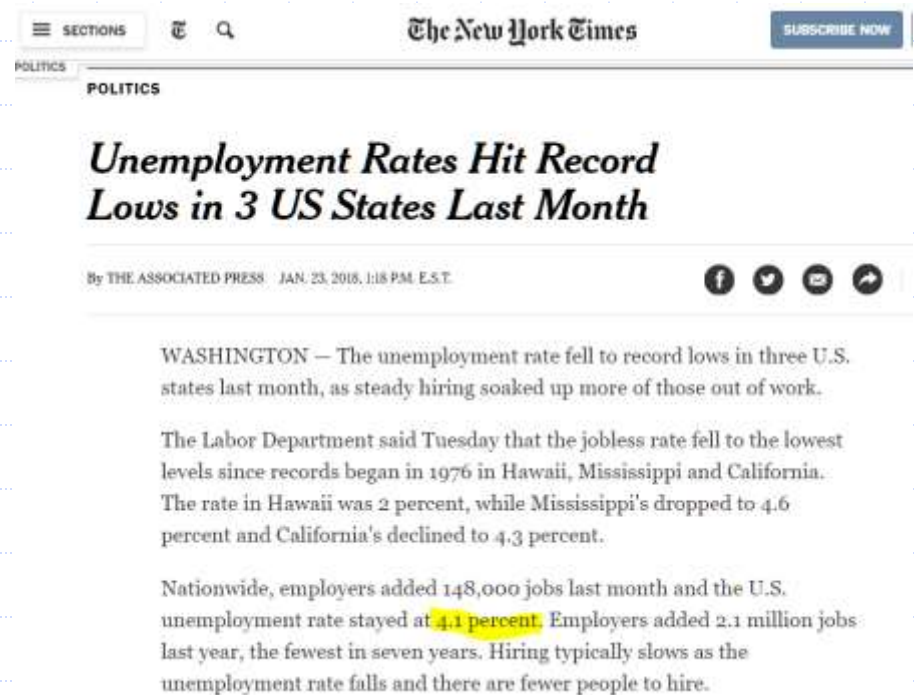 SECTIONS
SUBSCRIBE NOW
The New York Times
POLITICS
POLITICS
Unemployment Rates Hit Record
Lows in 3 US States Last Month
By THE ASSOCIATED PRESS JAN. 23, 2018, 1:18 P.M. E.S.T.
WASHINGTON — The unemployment rate fell to record lows in three U.S.
states last month, as steady hiring soaked up more of those out of work.
The Labor Department said Tuesday that the jobless rate fell to the lowest
levels since records began in 1976 in Hawaii, Mississippi and California.
The rate in Hawaii was 2 percent, while Mississippi's dropped to 4.6
percent and California's declined to 4.3 percent.
Nationwide, employers added 148,000 jobs last month and the U.S.
unemployment rate stayed at 4.1 percent. Employers added 2.1 million jobs
last year, the fewest in seven years. Hiring typically slows as the
unemployment rate falls and there are fewer people to hire.